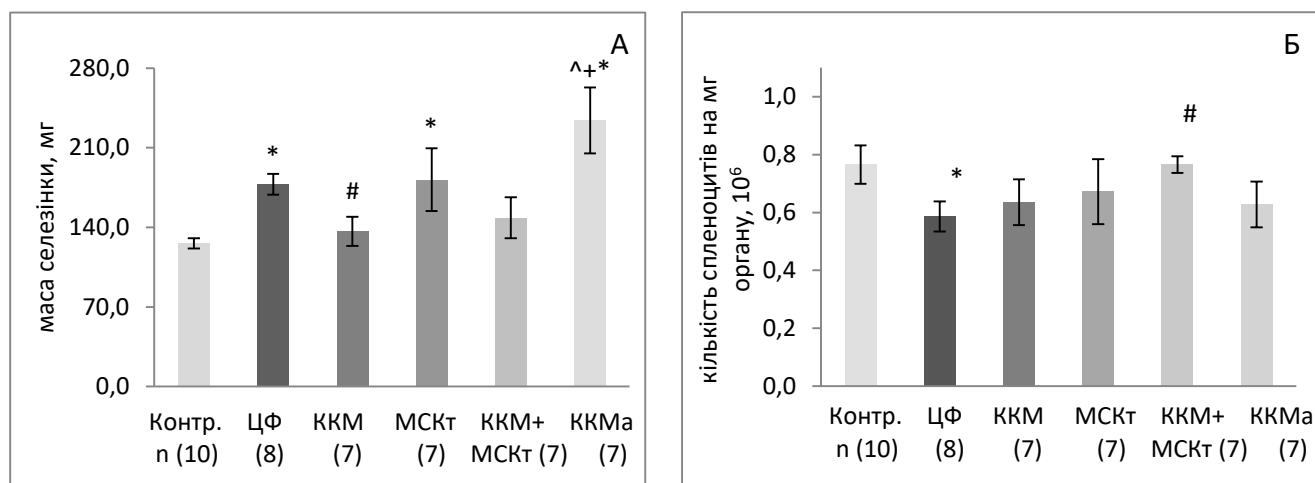 А
маса селезінки, мг
280,0
210,0
140,0
70,0
0,0
*
#
*
^+*
Контр. ЦФ ККМ МСКт ККМ+ ККМа
n (10) (8) (7) (7) МСКт (7) (7)
Б
кількість спленоцитів на мг
органу, 10⁶
1,0
0,8
0,6
0,4
0,2
0,0
*
#
Контр. ЦФ ККМ МСКт ККМ+ ККМа
n (10) (8) (7) (7) МСКт (7) (7)